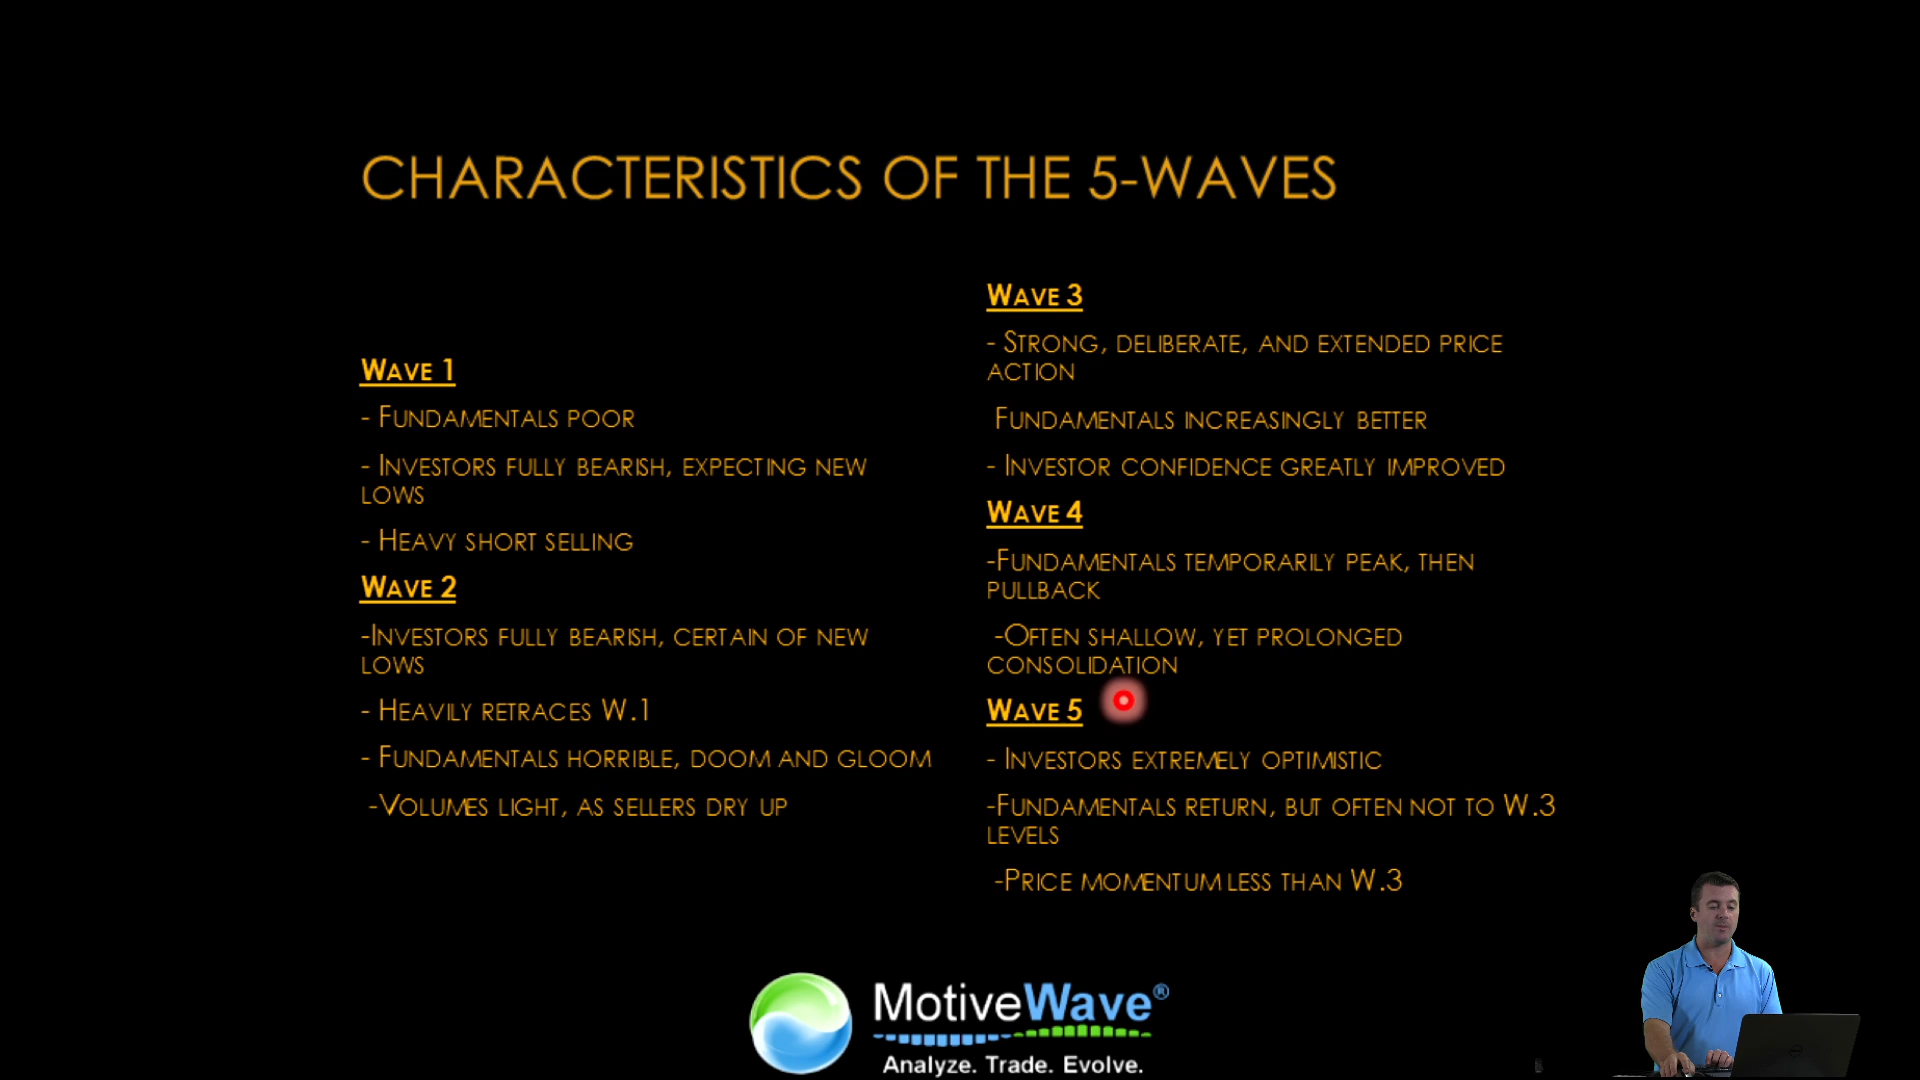 CHARACTERISTICS OF THE 5-WAVES
WAVE 1
- FUNDAMENTALS POOR
- INVESTORS FULLY BEARISH, EXPECTING NEW
LOWS
- HEAVY SHORT SELLING
WAVE 2
-INVESTORS FULLY BEARISH, CERTAIN OF NEW
LOWS
- HEAVILY RETRACES W.1
- FUNDAMENTALS HORRIBLE, DOOM AND GLOOM
-VOLUMES LIGHT, AS SELLERS DRY UP
WAVE 3
- STRONG, DELIBERATE, AND EXTENDED PRICE
ACTION
FUNDAMENTALS INCREASINGLY BETTER
- INVESTOR CONFIDENCE GREATLY IMPROVED
WAVE 4
-FUNDAMENTALS TEMPORARILY PEAK, THEN
PULLBACK
-OFTEN SHALLOW, YET PROLONGED
CONSOLIDATION
WAVE 5
- INVESTORS EXTREMELY OPTIMISTIC
-FUNDAMENTALS RETURN, BUT OFTEN NOT TO W.3
LEVELS
-PRICE MOMENTUM LESS THAN W.3
MotiveWave®
Analyze. Trade. Evolve.